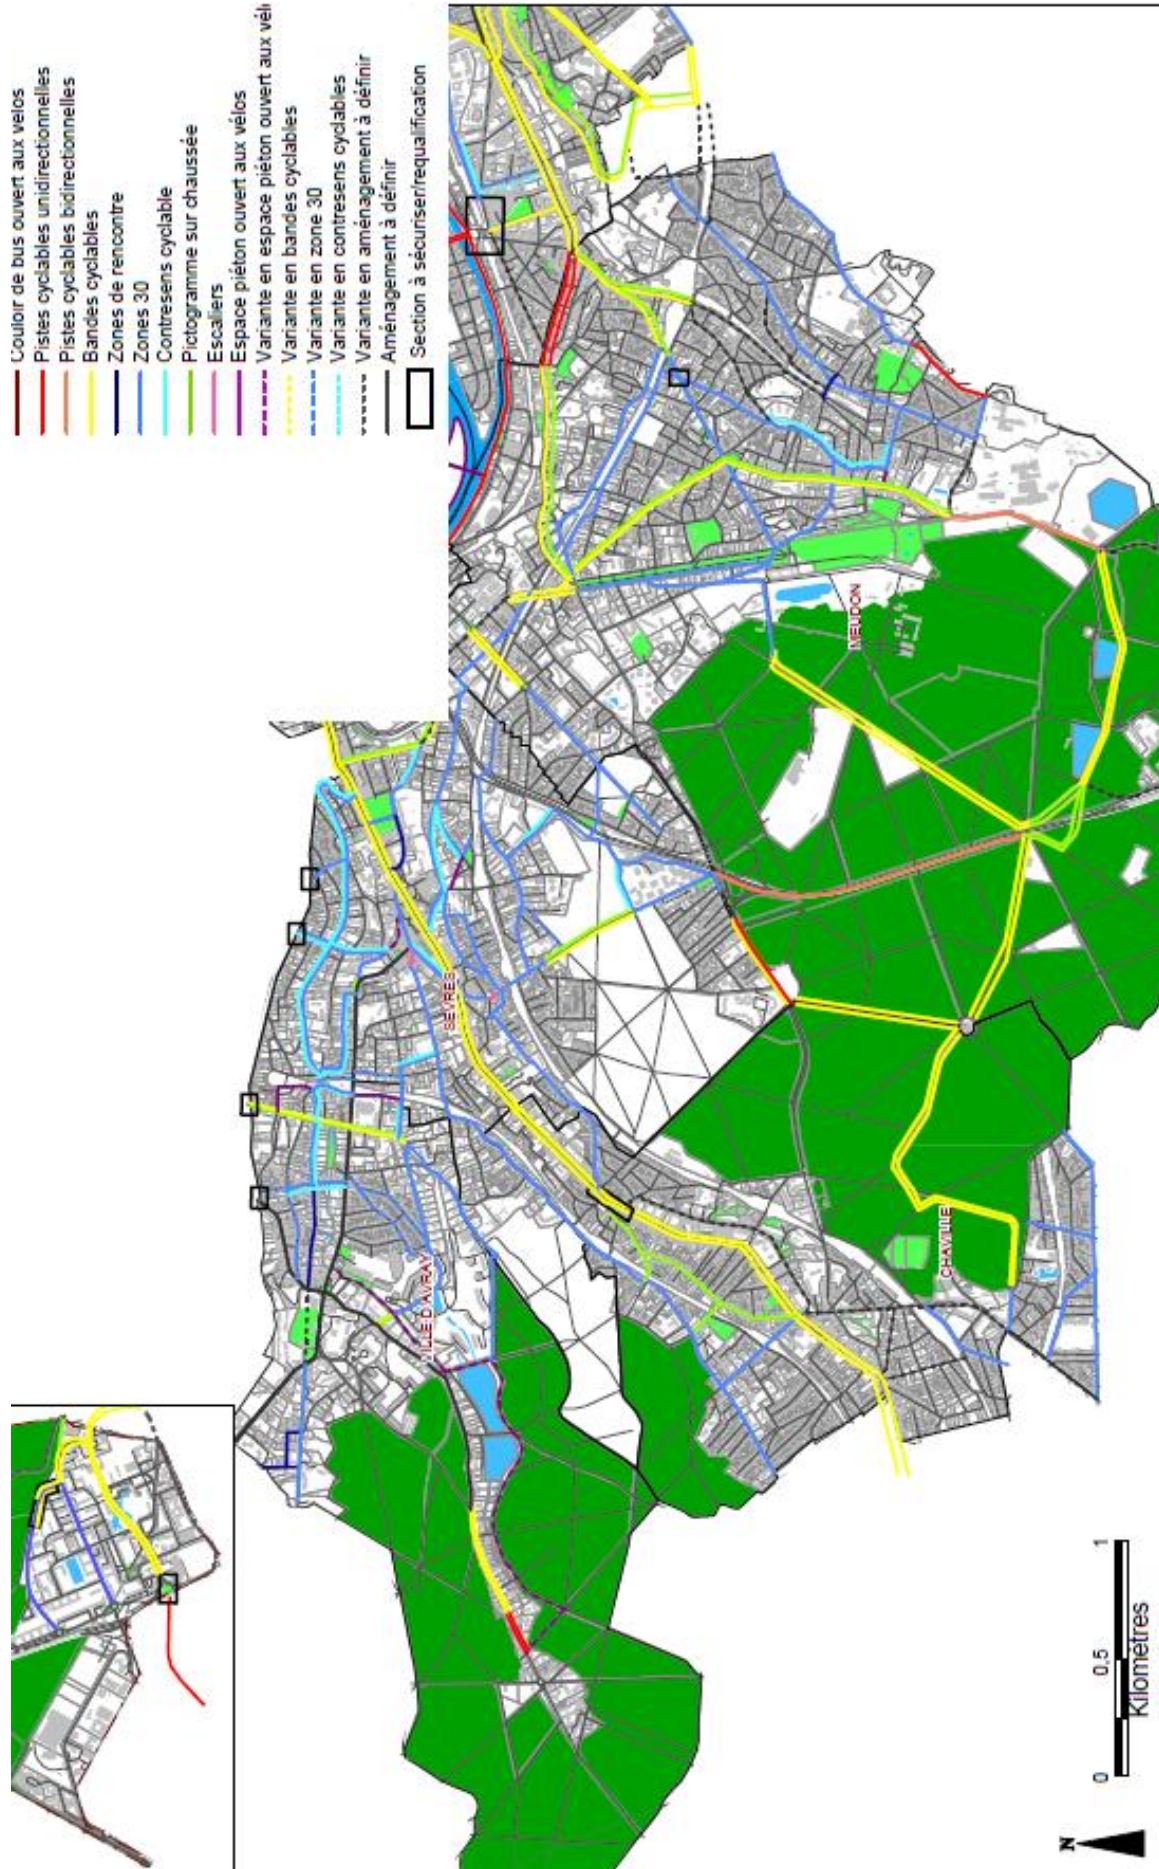 Couloir de bus ouvert aux vélos
Pistes cyclables unidirectionnelles
Pistes cyclables bidirectionnelles
Bandes cyclables
Zones de rencontre
Zones 30
Contresens cyclable
Pictogramme sur chaussée
Escaliers
Espace piéton ouvert aux vélos
Variante en espace piéton ouvert aux vélo
Variante en bandes cyclables
Variante en zone 30
Variante en contresens cyclables
Variante en aménagement à définir
Aménagement à définir
Section à sécuriser/requalification
SEVRES
MEUDON
VILLE D'AVRAY
CHAVILLE
0 0,5 1
Kilomètres
N